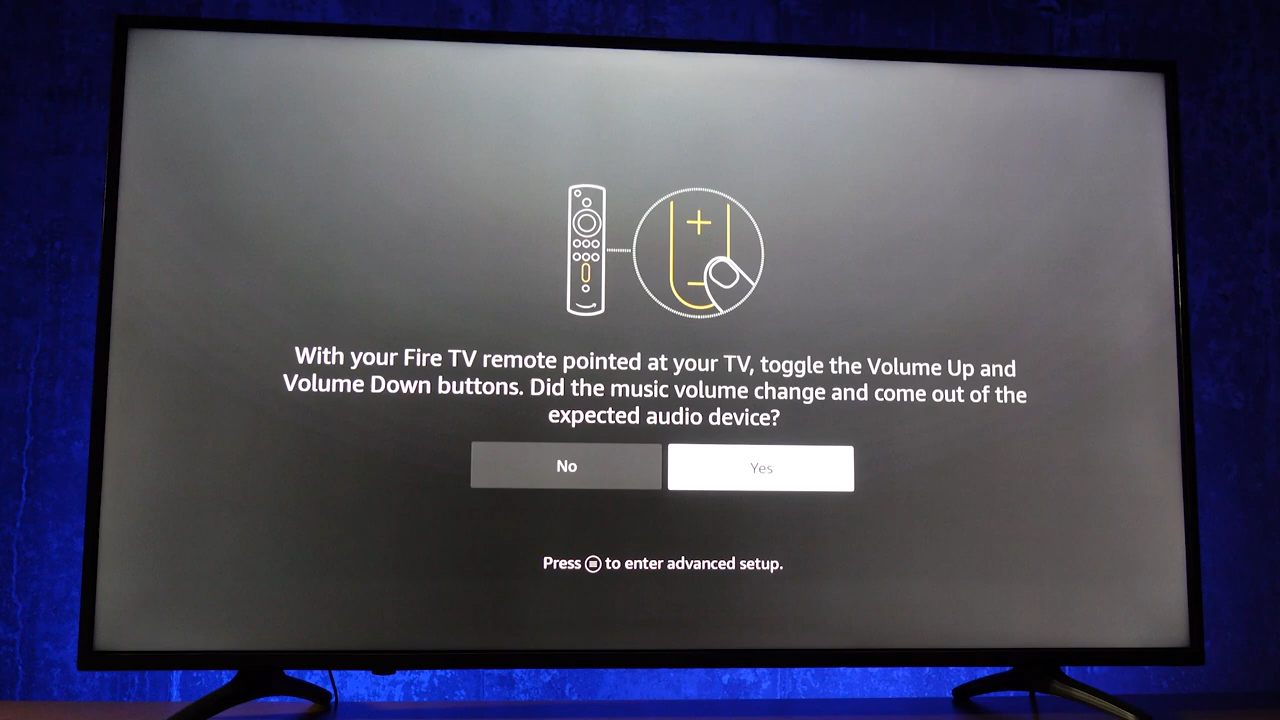 With your Fire TV remote pointed at your TV, toggle the Volume Up and
Volume Down buttons. Did the music volume change and come out of the
expected audio device?
No
Yes
Press to enter advanced setup.